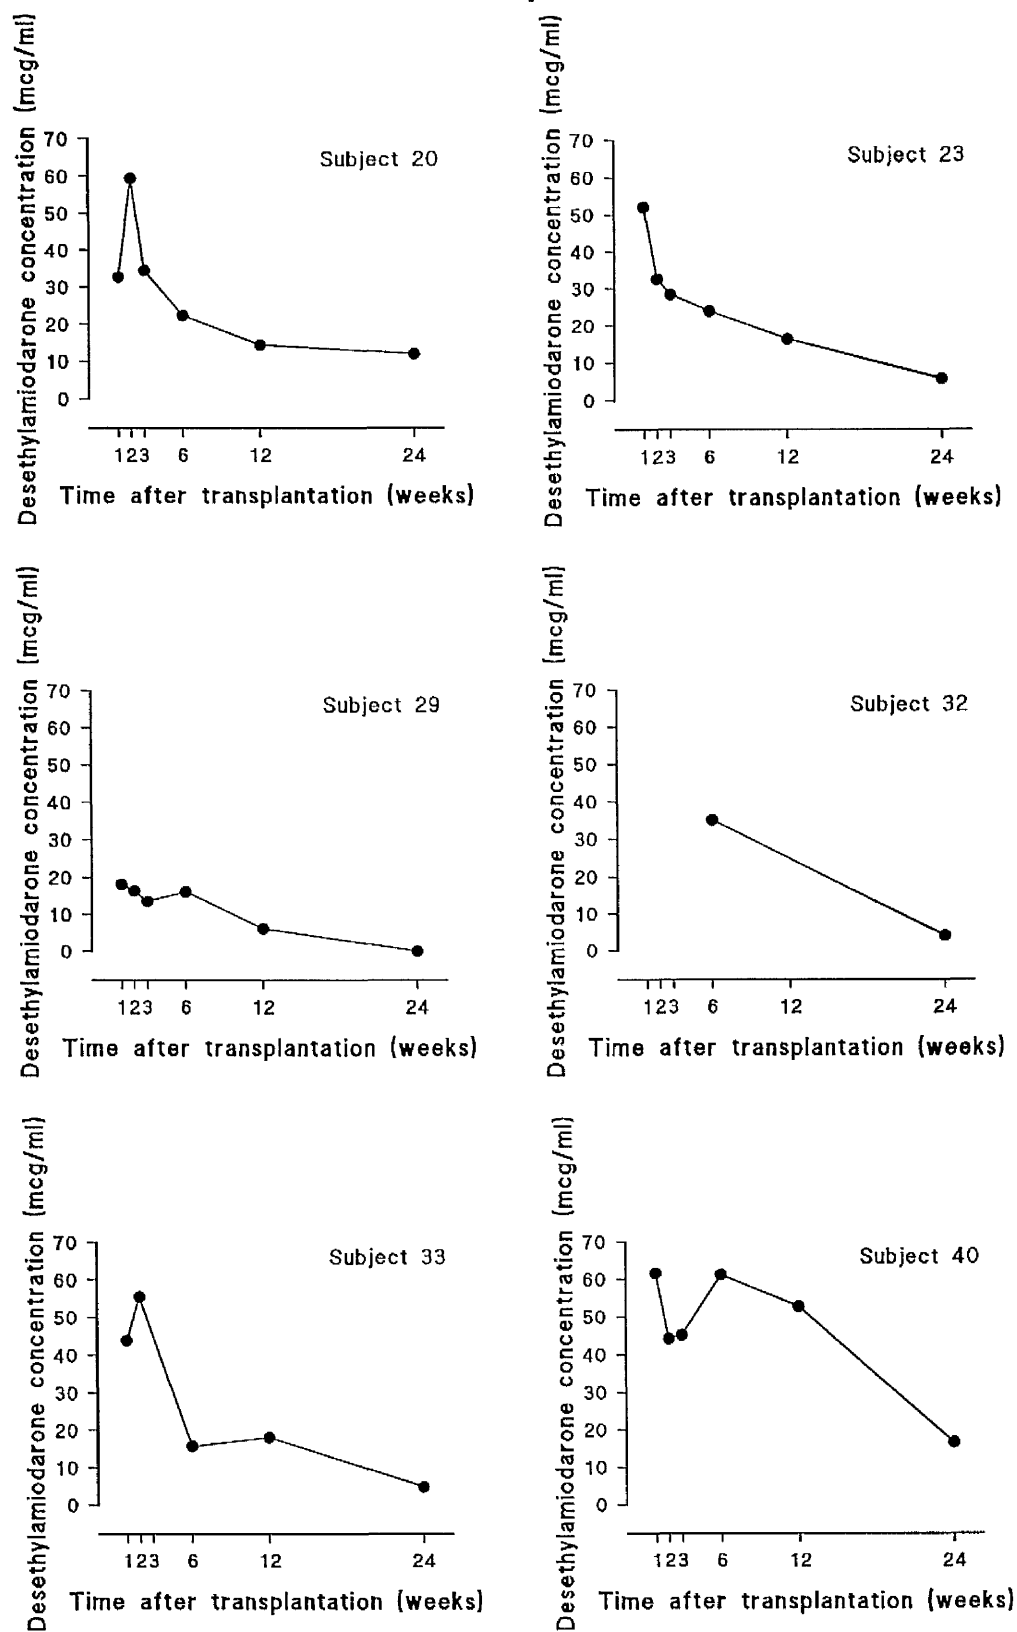 Desethylamiodarone concentration (mcg/ml)
Subject 20
70
60
50
40
30
20
10
0
1 2 3 6 12 24
Time after transplantation (weeks)
Desethylamiodarone concentration (mcg/ml)
Subject 23
70
60
50
40
30
20
10
0
1 2 3 6 12 24
Time after transplantation (weeks)
Desethylamiodarone concentration (mcg/ml)
Subject 29
70
60
50
40
30
20
10
0
1 2 3 6 12 24
Time after transplantation (weeks)
Desethylamiodarone concentration (mcg/ml)
Subject 32
70
60
50
40
30
20
10
0
1 2 3 6 12 24
Time after transplantation (weeks)
Desethylamiodarone concentration (mcg/ml)
Subject 33
70
60
50
40
30
20
10
0
1 2 3 6 12 24
Time after transplantation (weeks)
Desethylamiodarone concentration (mcg/ml)
Subject 40
70
60
50
40
30
20
10
0
1 2 3 6 12 24
Time after transplantation (weeks)